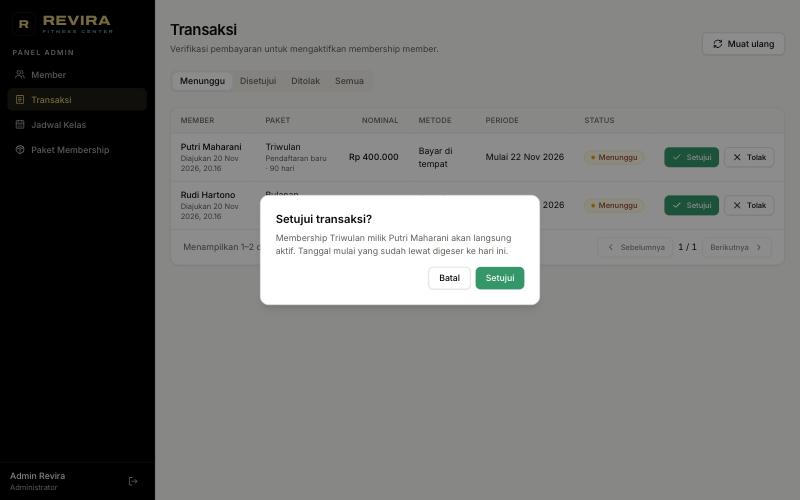 R
REVIRA
FITNESS CENTER
PANEL ADMIN
Member
Transaksi
Jadwal Kelas
Paket Membership
Admin Revira
Administrator
Transaksi
Verifikasi pembayaran untuk mengaktifkan membership member.
Muat ulang
Menunggu Disetujui Ditolak Semua
MEMBER PAKET NOMINAL METODE PERIODE STATUS
Putri Maharani
Diajukan 20 Nov
2026, 20.16
Triwulan
Pendaftaran baru
· 90 hari
Rp 400.000
Bayar di
tempat
Mulai 22 Nov 2026
Menunggu
Setujui
Tolak
Rudi Hartono
Diajukan 20 Nov
2026, 20.16
Bulanan
2026
Menunggu
Setujui
Tolak
Menampilkan 1–2
Sebelumnya
1 / 1
Berikutnya
Setujui transaksi?
Membership Triwulan milik Putri Maharani akan langsung
aktif. Tanggal mulai yang sudah lewat digeser ke hari ini.
Batal
Setujui